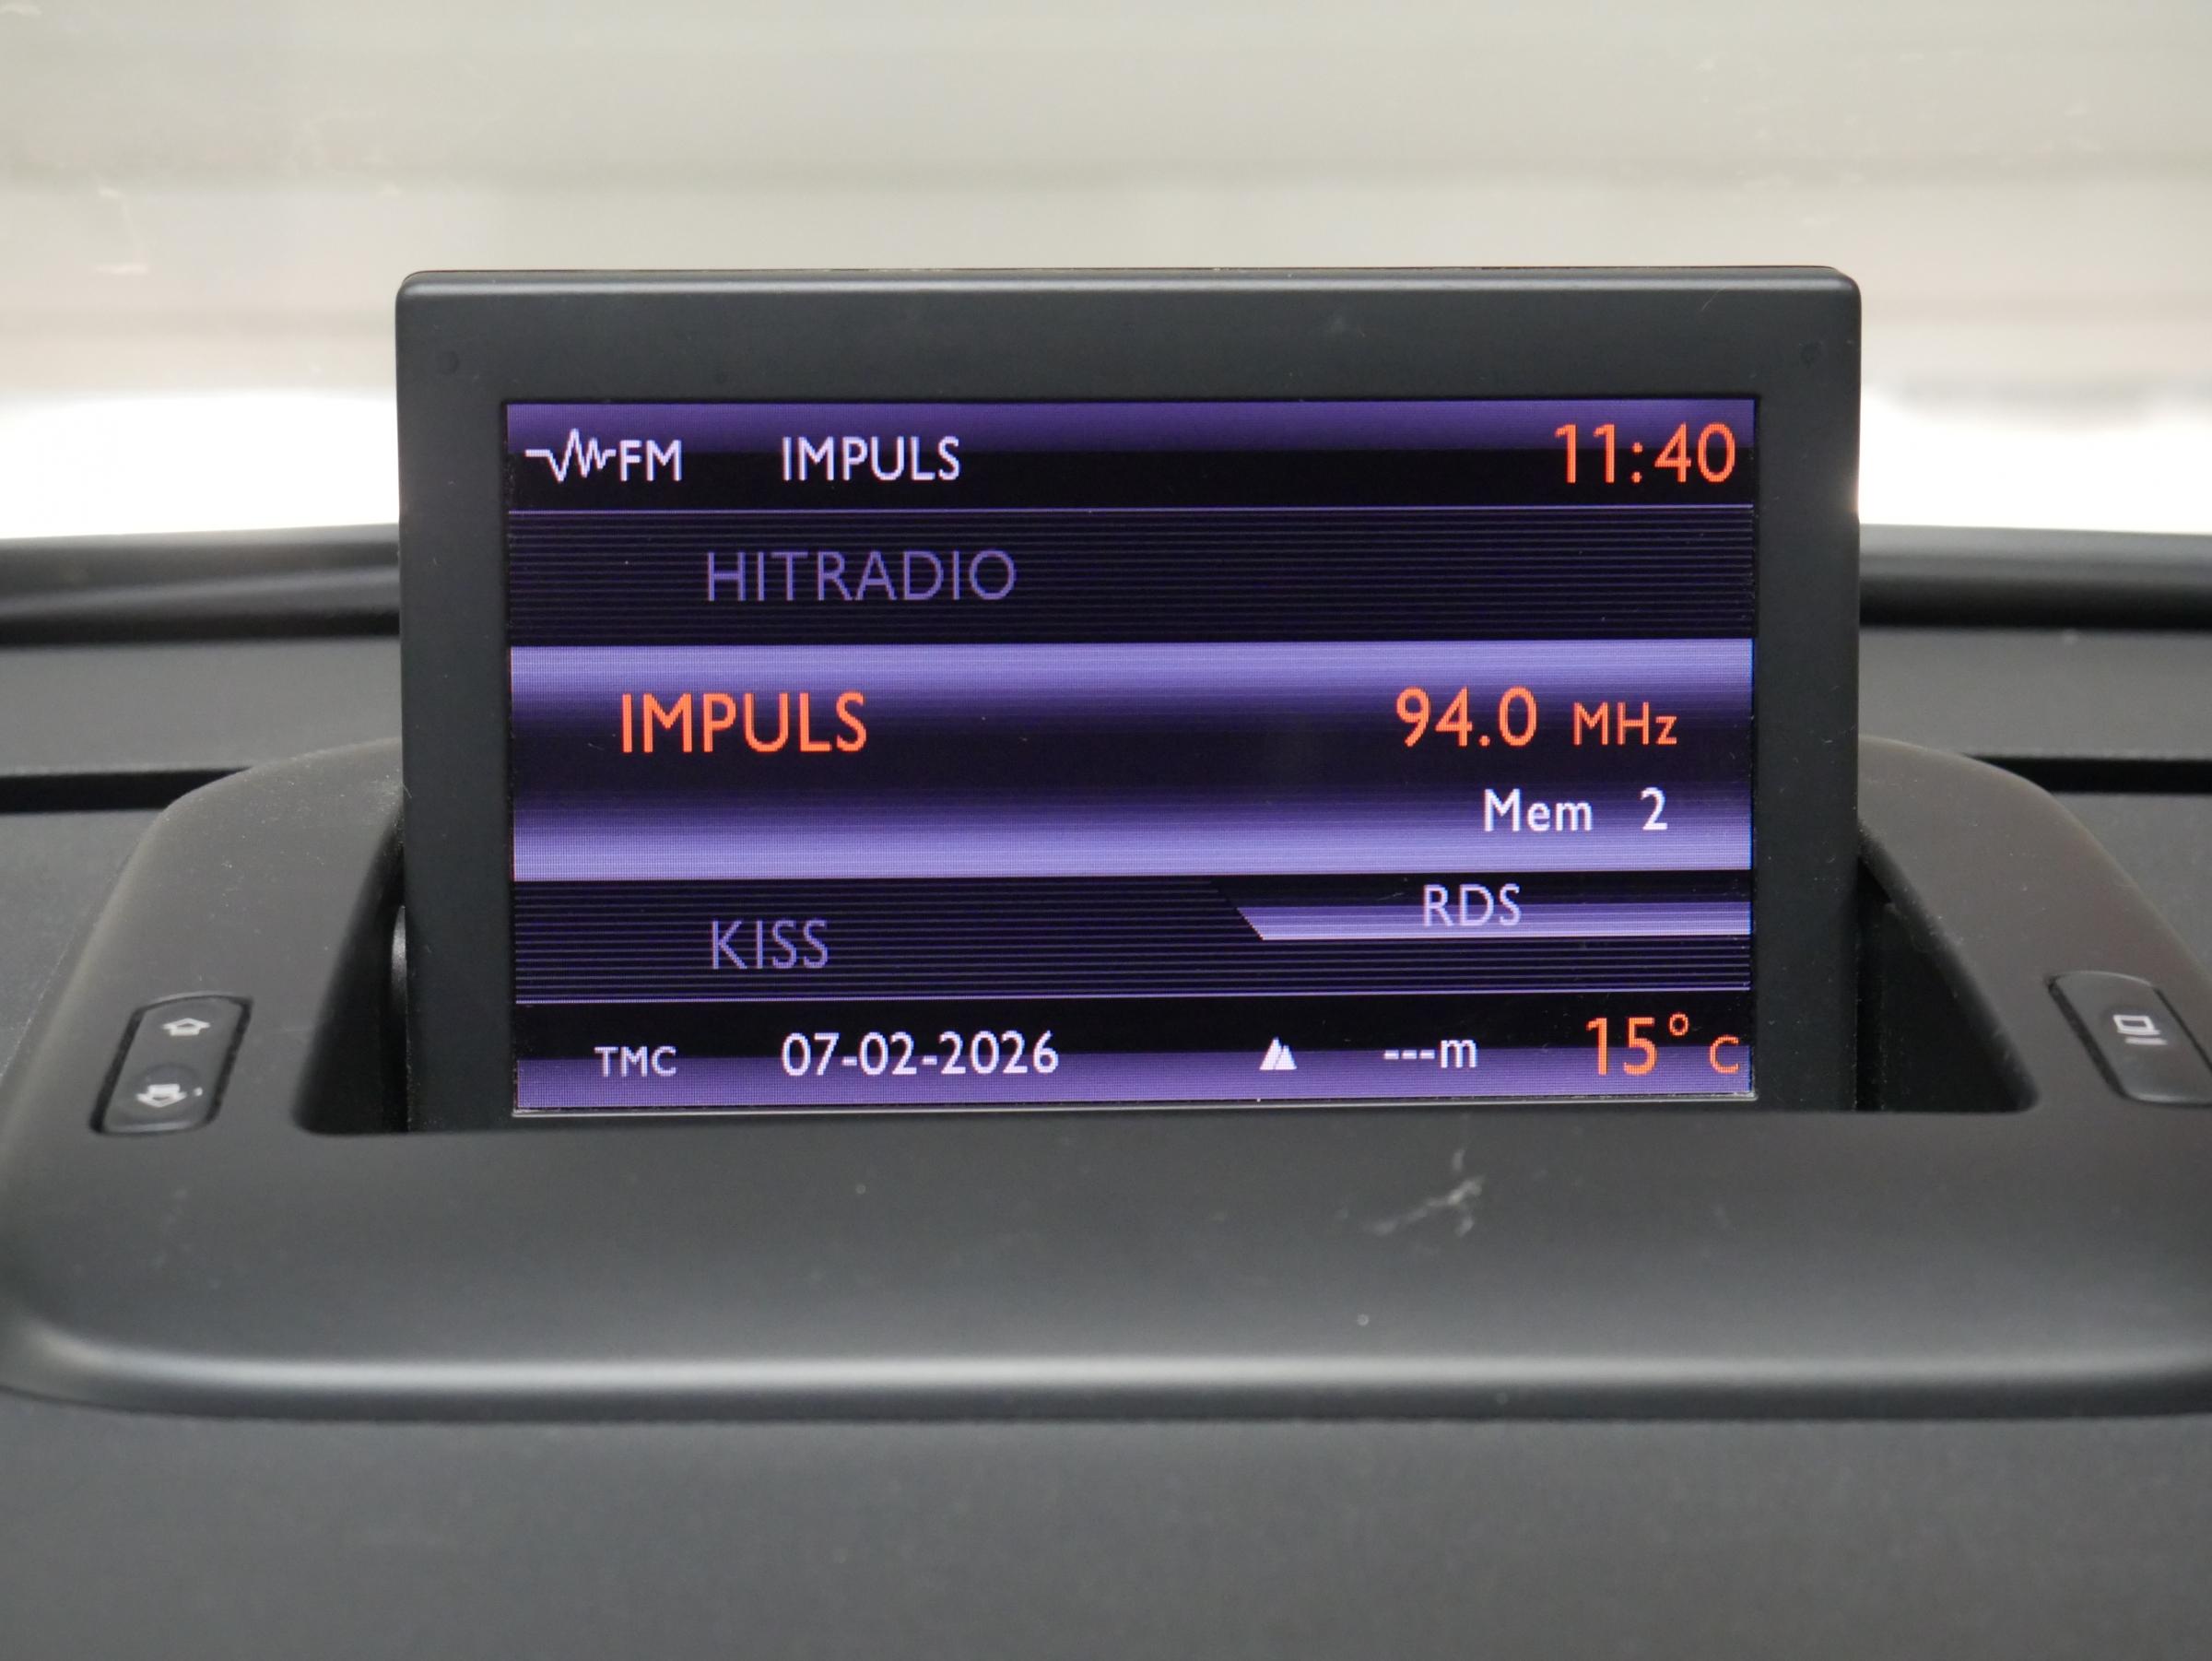 FM IMPULS 11:40
HITRADIO
IMPULS 94.0 MHz
Mem 2
RDS
KISS
TMC 07-02-2026 ---m 15° C